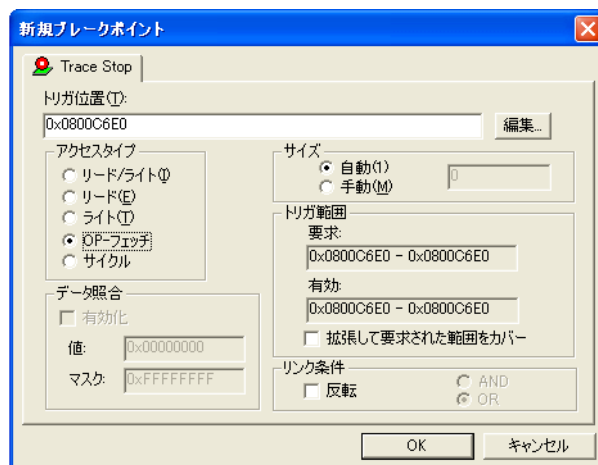 新規ブレークポイント
Trace Stop
トリガ位置(T):
0x0800C6E0
編集...
アクセスタイプ
リード/ライト(I)
リード(E)
ライト(T)
OP-フェッチ
サイクル
サイズ
自動(1)
手動(M)
0
トリガ範囲
要求:
0x0800C6E0 - 0x0800C6E0
有効:
0x0800C6E0 - 0x0800C6E0
拡張して要求された範囲をカバー
データ照合
有効化
値:
0x00000000
マスク:
0xFFFFFFFF
リンク条件
反転
AND
OR
OK
キャンセル